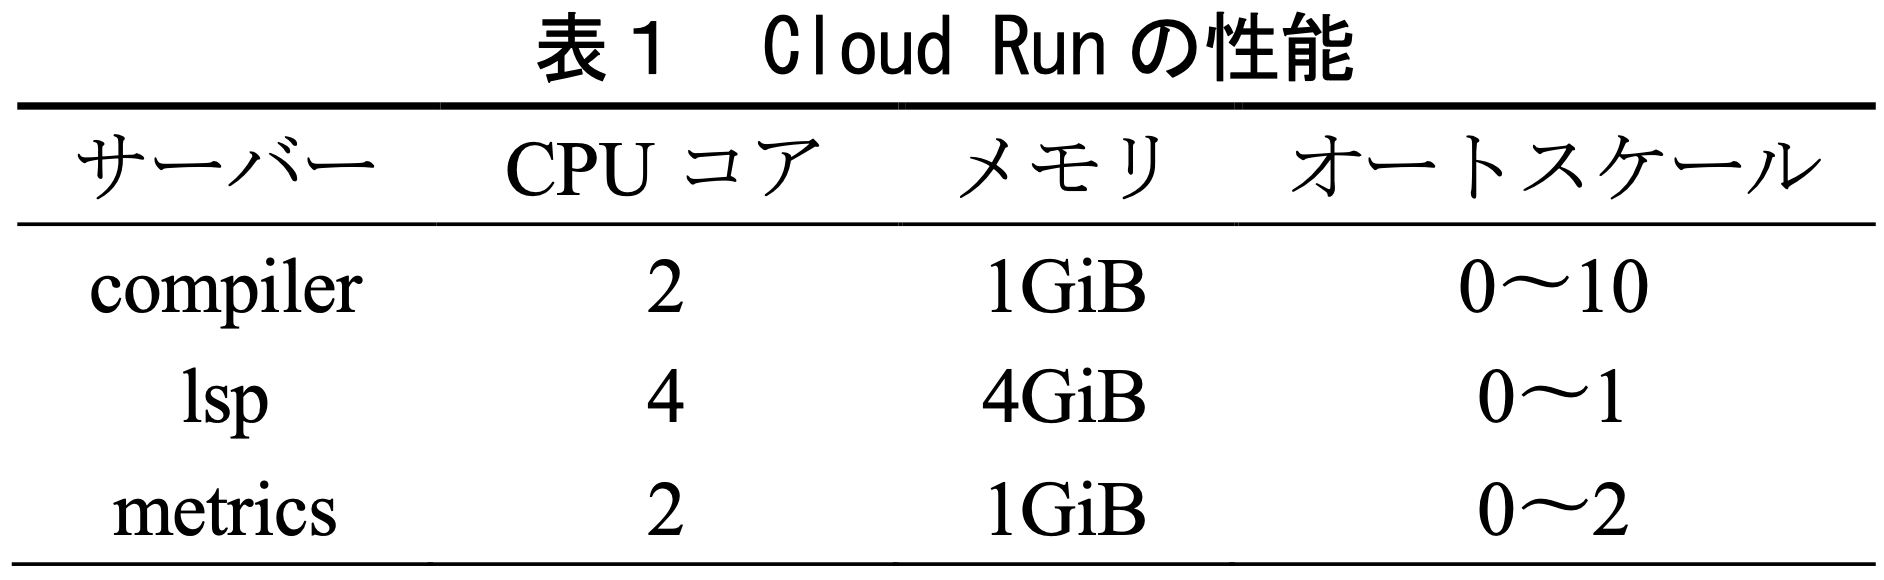 表１　Cloud Run の性能
サーバー CPU コア メモリ オートスケール
compiler 2 1GiB 0～10
lsp 4 4GiB 0～1
metrics 2 1GiB 0～2